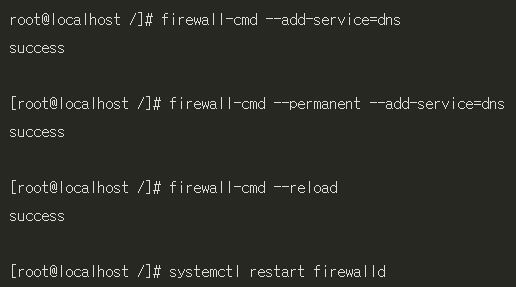 root@localhost /]# firewall-cmd --add-service=dns
success
[root@localhost /]# firewall-cmd --permanent --add-service=dns
success
[root@localhost /]# firewall-cmd --reload
success
[root@localhost /]# systemctl restart firewalld